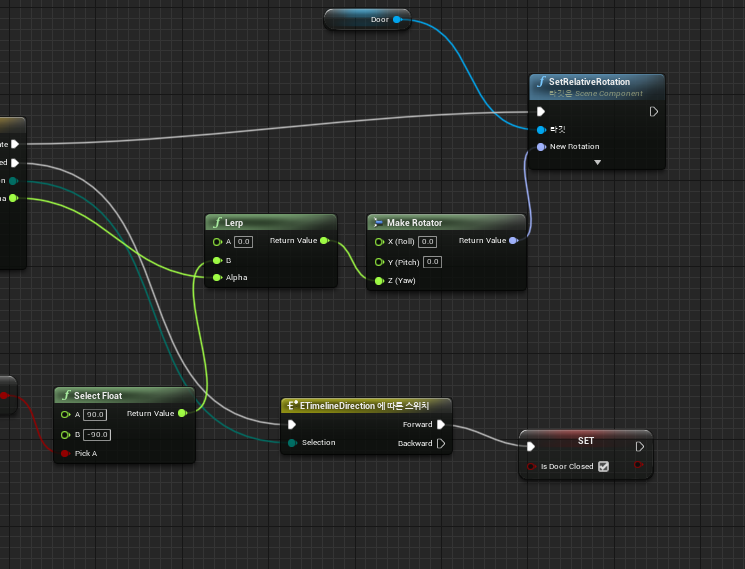 Door
SetRelativeRotation
타깃은 Scene Component
타깃
New Rotation
ate
ed
n
na
Lerp
A 0.0 Return Value
B
Alpha
Make Rotator
X (Roll) 0.0 Return Value
Y (Pitch) 0.0
Z (Yaw)
Select Float
A 90.0 Return Value
B -90.0
Pick A
ETimelineDirection 에 따른 스위치
Forward
Selection Backward
SET
Is Door Closed